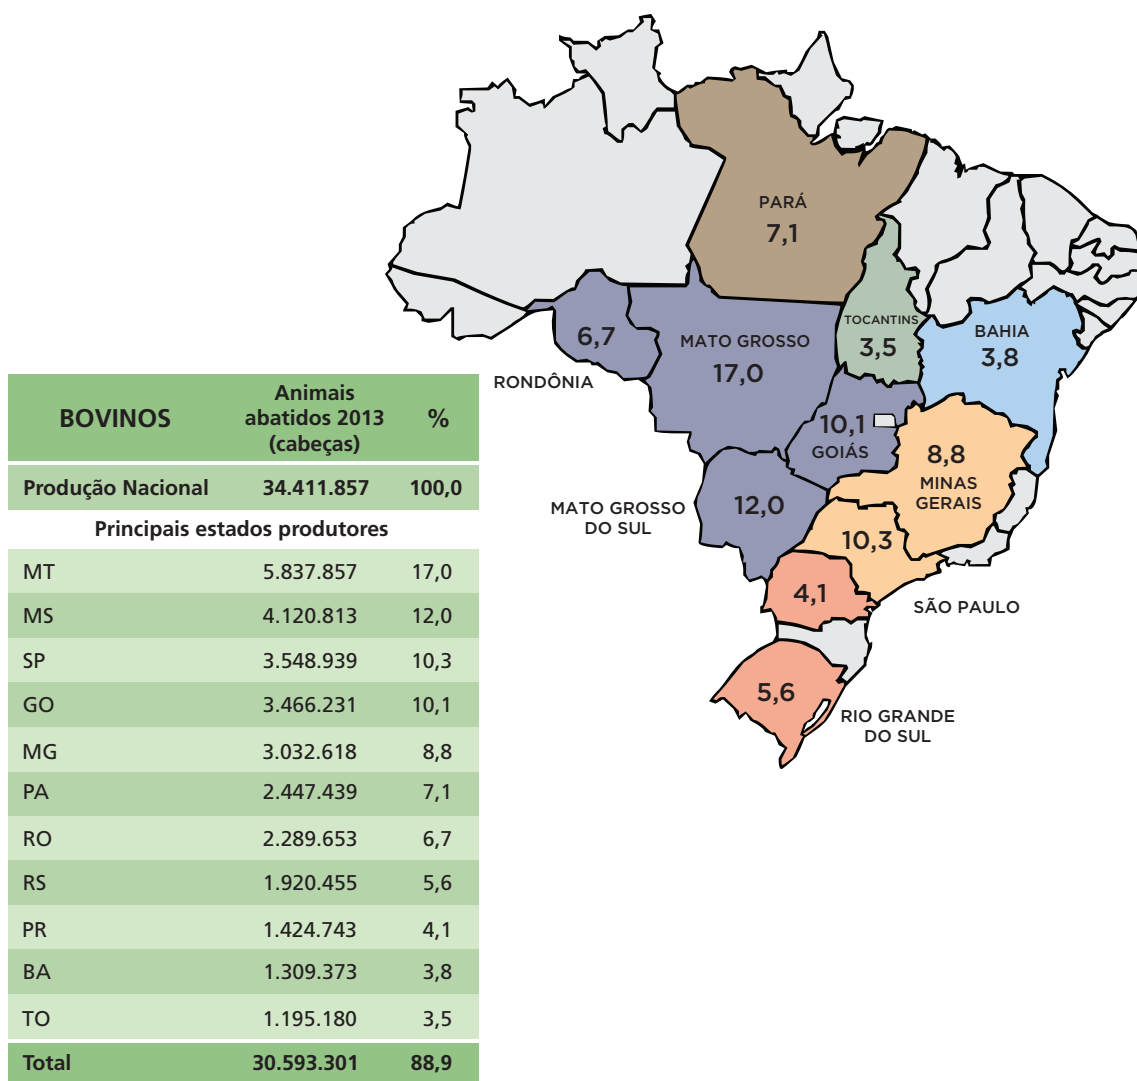 PARÁ
7,1
TOCANTINS
3,5
BAHIA
3,8
6,7
RONDÔNIA
MATO GROSSO
17,0
10,1
GOIÁS
8,8
MINAS
GERAIS
MATO GROSSO
DO SUL
12,0
10,3
SÃO PAULO
4,1
5,6
RIO GRANDE
DO SUL
BOVINOS
Animais
abatidos 2013
(cabeças)
%
Produção Nacional 34.411.857 100,0
Principais estados produtores
MT 5.837.857 17,0
MS 4.120.813 12,0
SP 3.548.939 10,3
GO 3.466.231 10,1
MG 3.032.618 8,8
PA 2.447.439 7,1
RO 2.289.653 6,7
RS 1.920.455 5,6
PR 1.424.743 4,1
BA 1.309.373 3,8
TO 1.195.180 3,5
Total 30.593.301 88,9